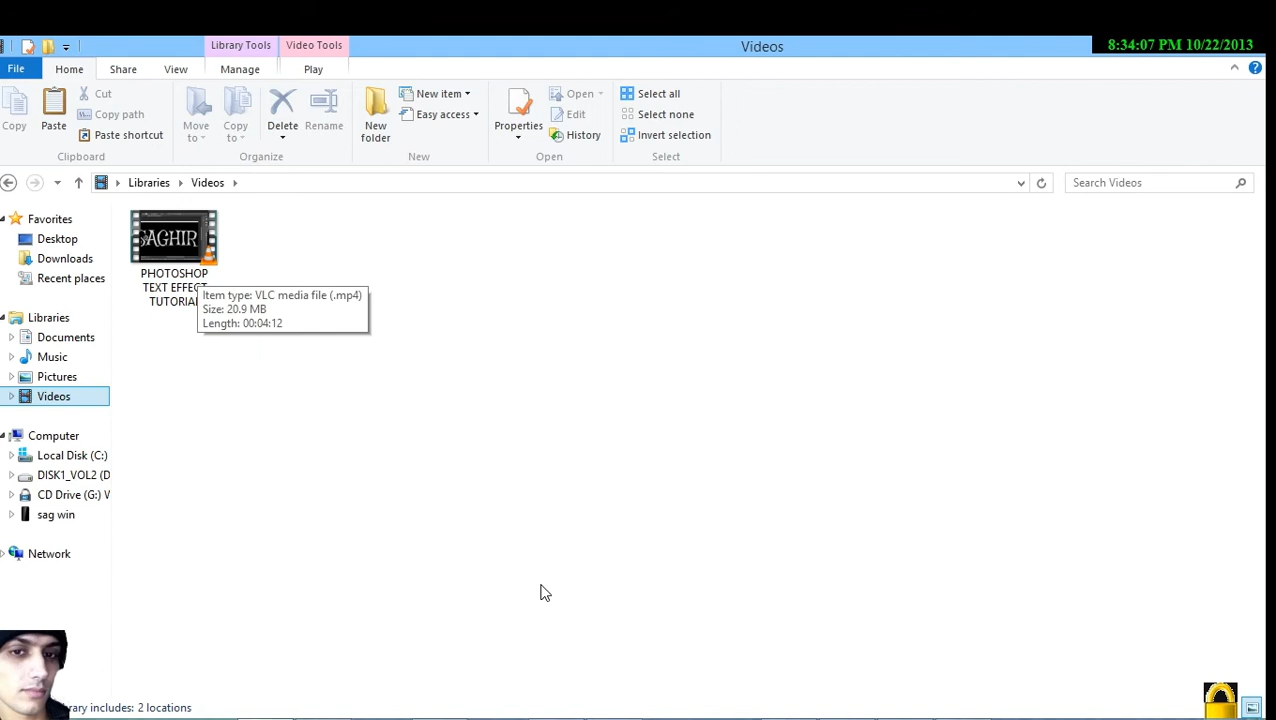 Library Tools
Video Tools
Videos
8:34:07 PM 10/22/2013
File
Home
Share
View
Manage
Play
Copy
Paste
Cut
Copy path
Paste shortcut
Clipboard
Move to
Copy to
Delete
Rename
Organize
New folder
New item
Easy access
New
Properties
Open
Edit
History
Open
Select all
Select none
Invert selection
Select
Libraries
Videos
Search Videos
Favorites
Desktop
Downloads
Recent places
Libraries
Documents
Music
Pictures
Videos
Computer
Local Disk (C:)
DISK1_VOL2 (D
CD Drive (G:) W
sag win
Network
SAGHIR
PHOTOSHOP
TEXT EFFECT
TUTORIAL
Item type: VLC media file (.mp4)
Size: 20.9 MB
Length: 00:04:12
rary includes: 2 locations